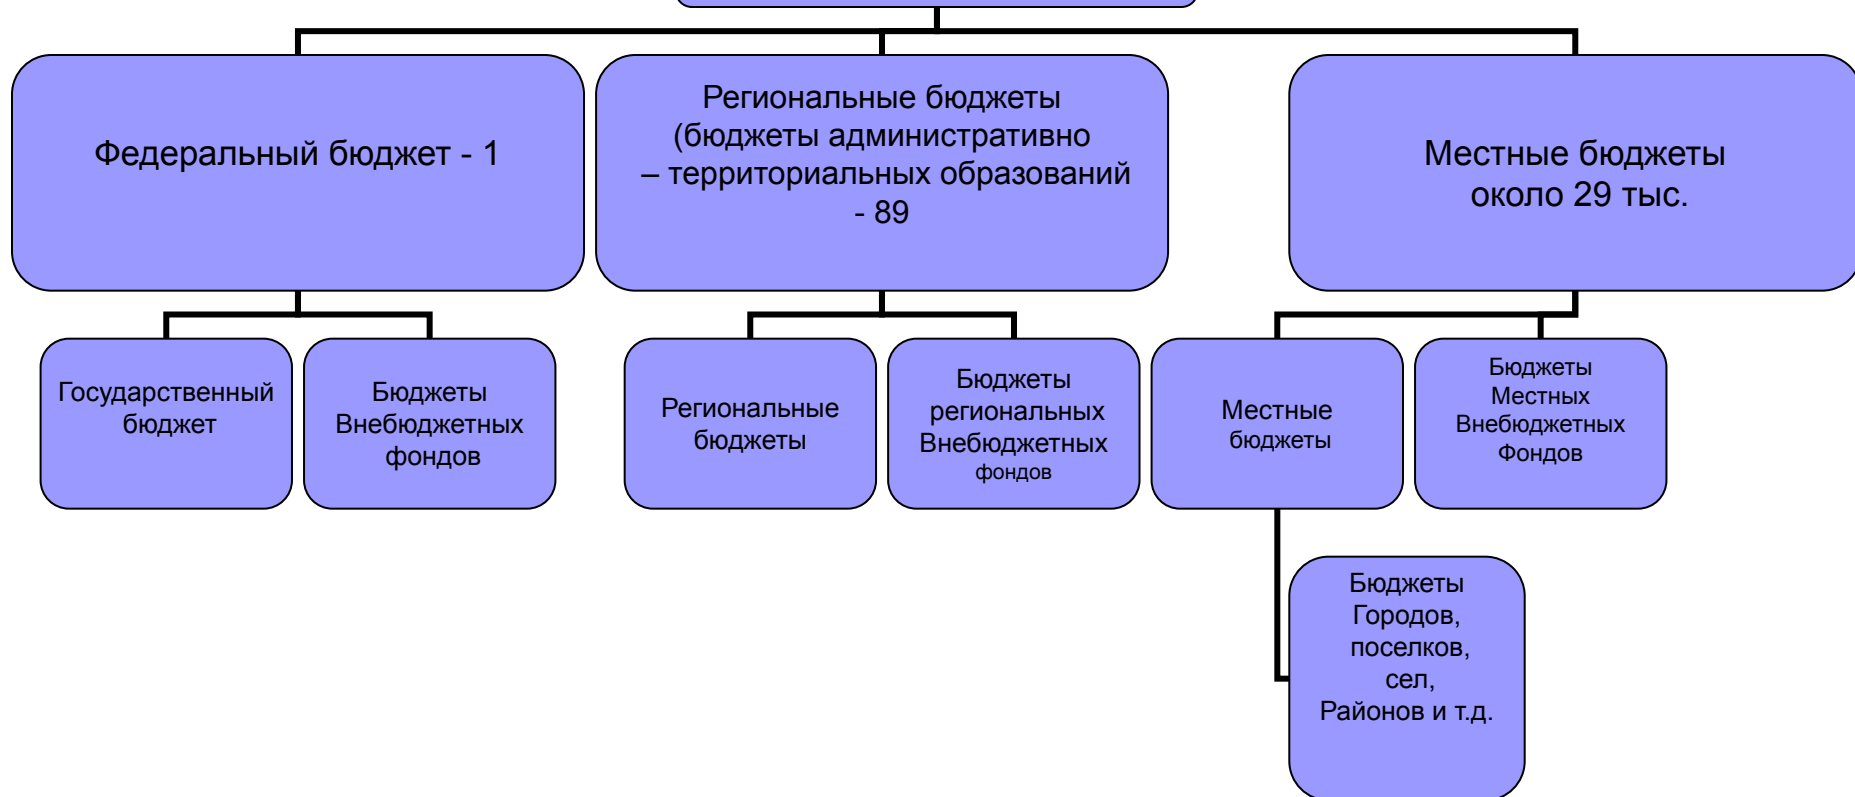 Федеральный бюджет - 1
Региональные бюджеты
(бюджеты административно
– территориальных образований
- 89
Местные бюджеты
около 29 тыс.
Государственный
бюджет
Бюджеты
Внебюджетных
фондов
Региональные
бюджеты
Бюджеты
региональных
Внебюджетных
фондов
Местные
бюджеты
Бюджеты
Местных
Внебюджетных
Фондов
Бюджеты
Городов,
поселков,
сел,
Районов и т.д.